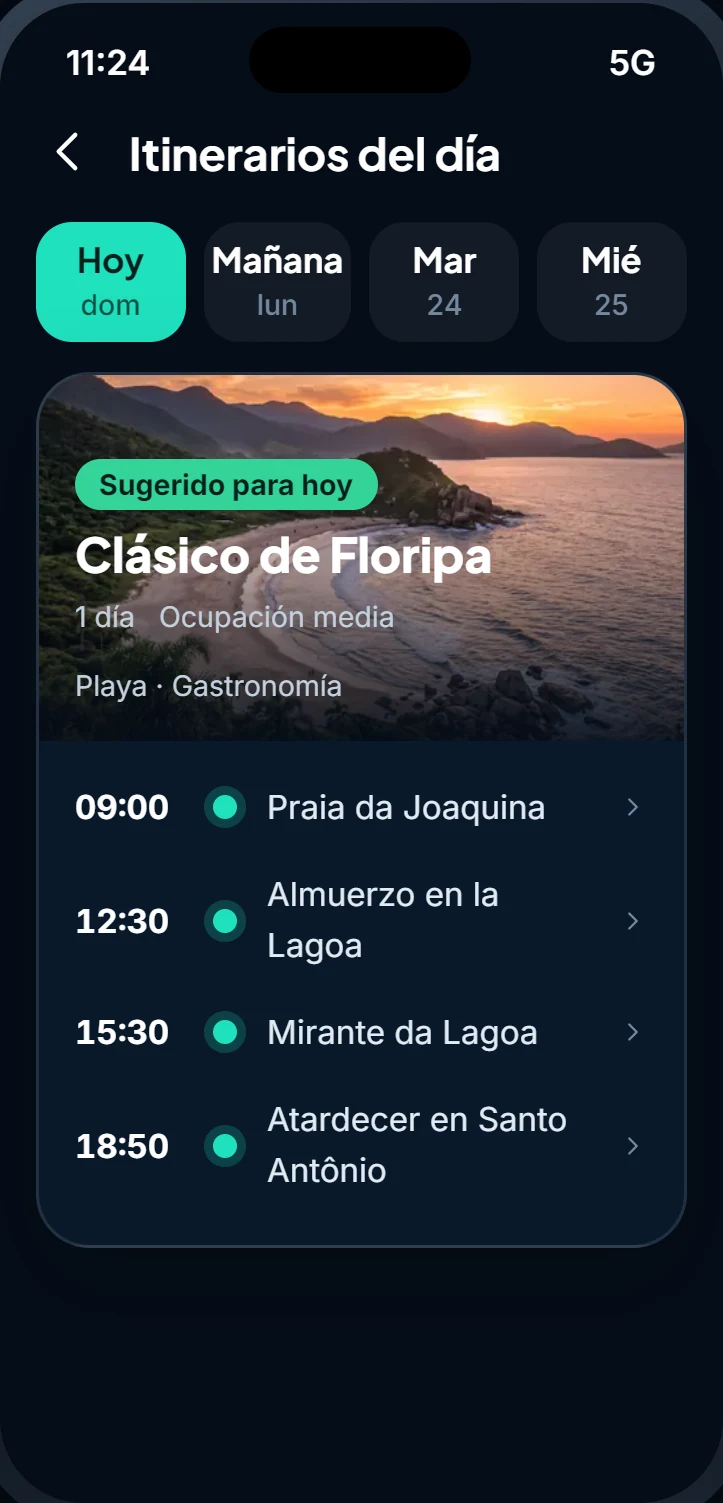 11:24 5G
Itinerarios del día
Hoy Mañana Mar Mié
dom lun 24 25
Sugerido para hoy
Clásico de Floripa
1 día Ocupación media
Playa · Gastronomía
09:00 Praia da Joaquina
12:30 Almuerzo en la
Lagoa
15:30 Mirante da Lagoa
18:50 Atardecer en Santo
Antônio